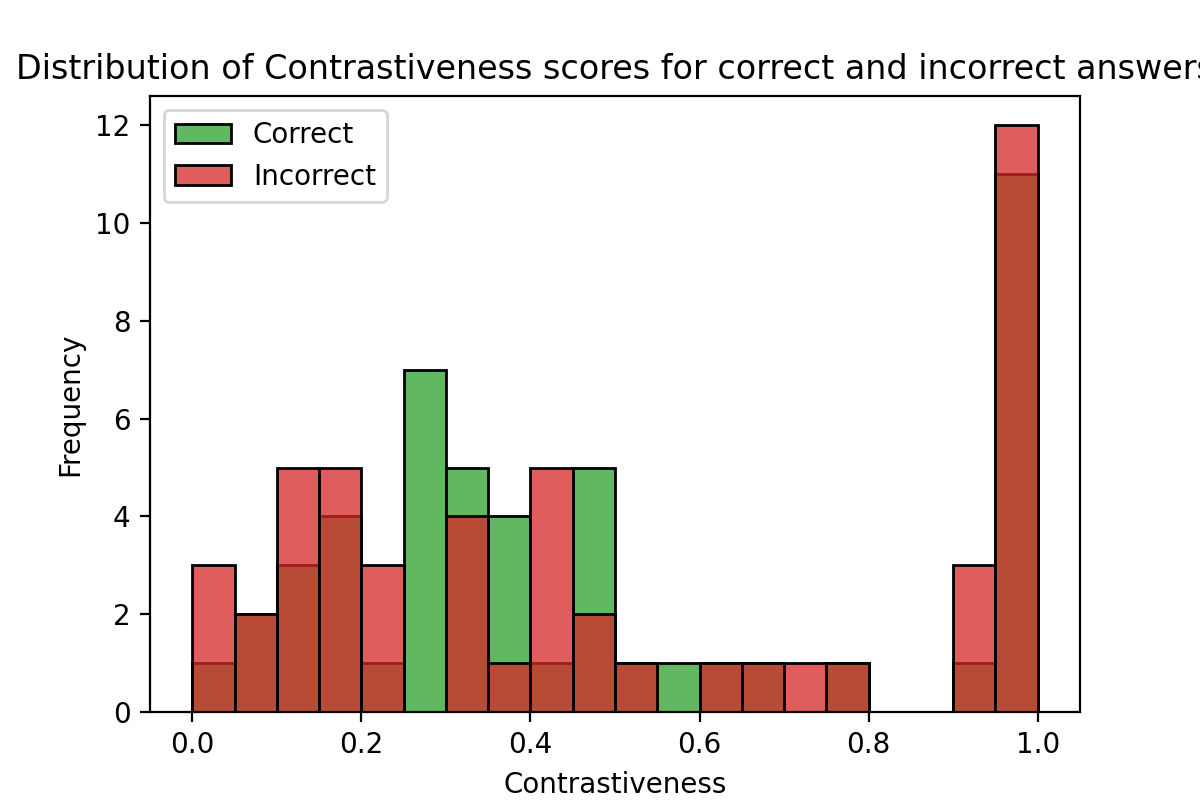 Distribution of Contrastiveness scores for correct and incorrect answers
Correct
Incorrect
12
10
8
6
4
2
0
Frequency
0.0 0.2 0.4 0.6 0.8 1.0
Contrastiveness